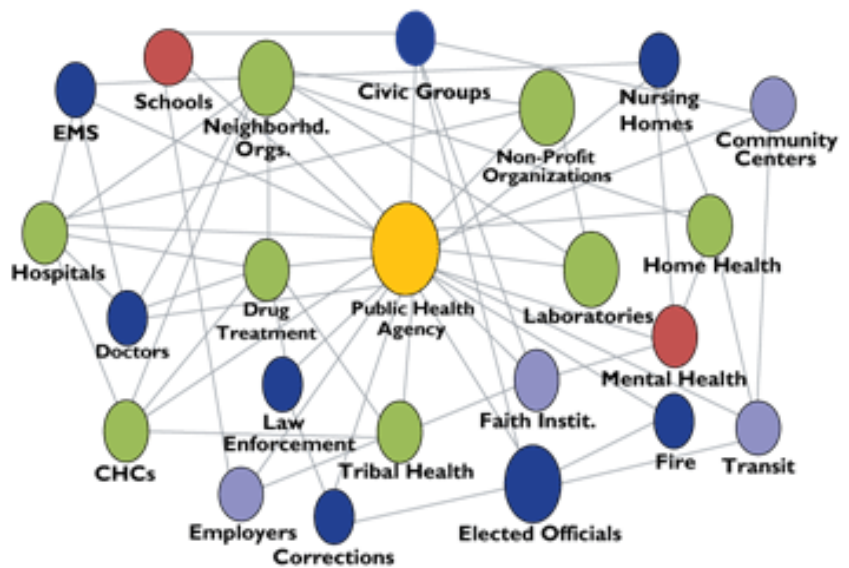 Schools
EMS
Neighborhd.
Orgs.
Civic Groups
Nursing
Homes
Non-Profit
Organizations
Community
Centers
Hospitals
Drug
Treatment
Public Health
Agency
Laboratories
Home Health
Doctors
Law
Enforcement
Mental Health
Faith Instit.
CHCs
Tribal Health
Fire
Transit
Employers
Corrections
Elected Officials